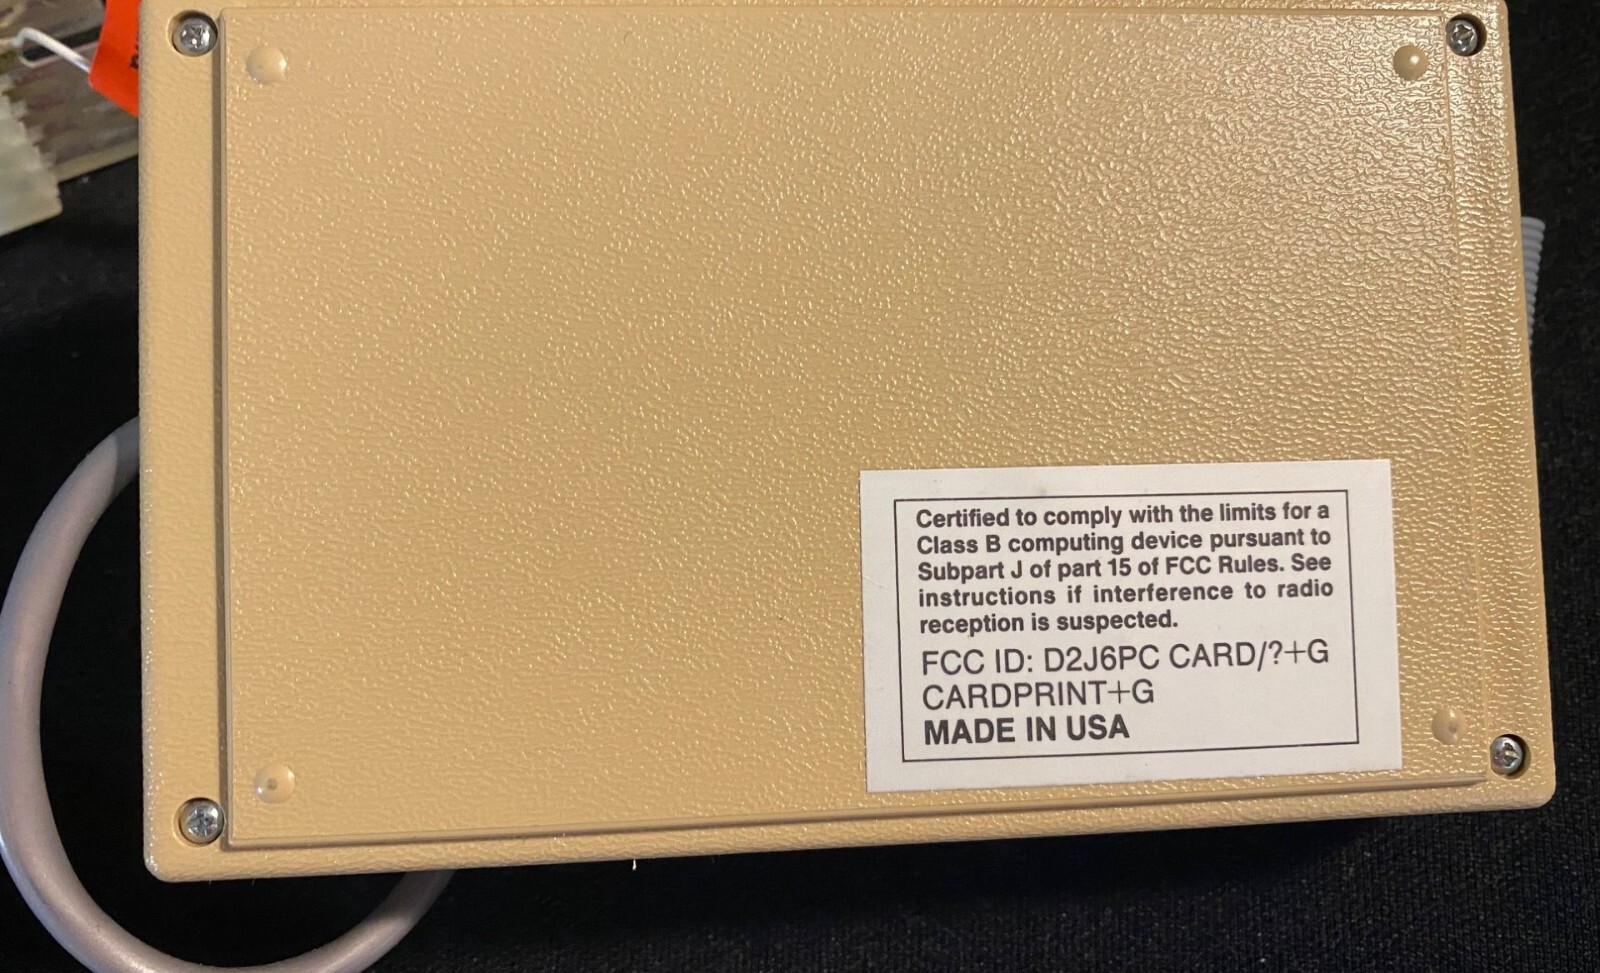 Certified to comply with the limits for a
Class B computing device pursuant to
Subpart J of part 15 of FCC Rules. See
instructions if interference to radio
reception is suspected.
FCC ID: D2J6PC CARD/?+G
CARDPRINT+G
MADE IN USA